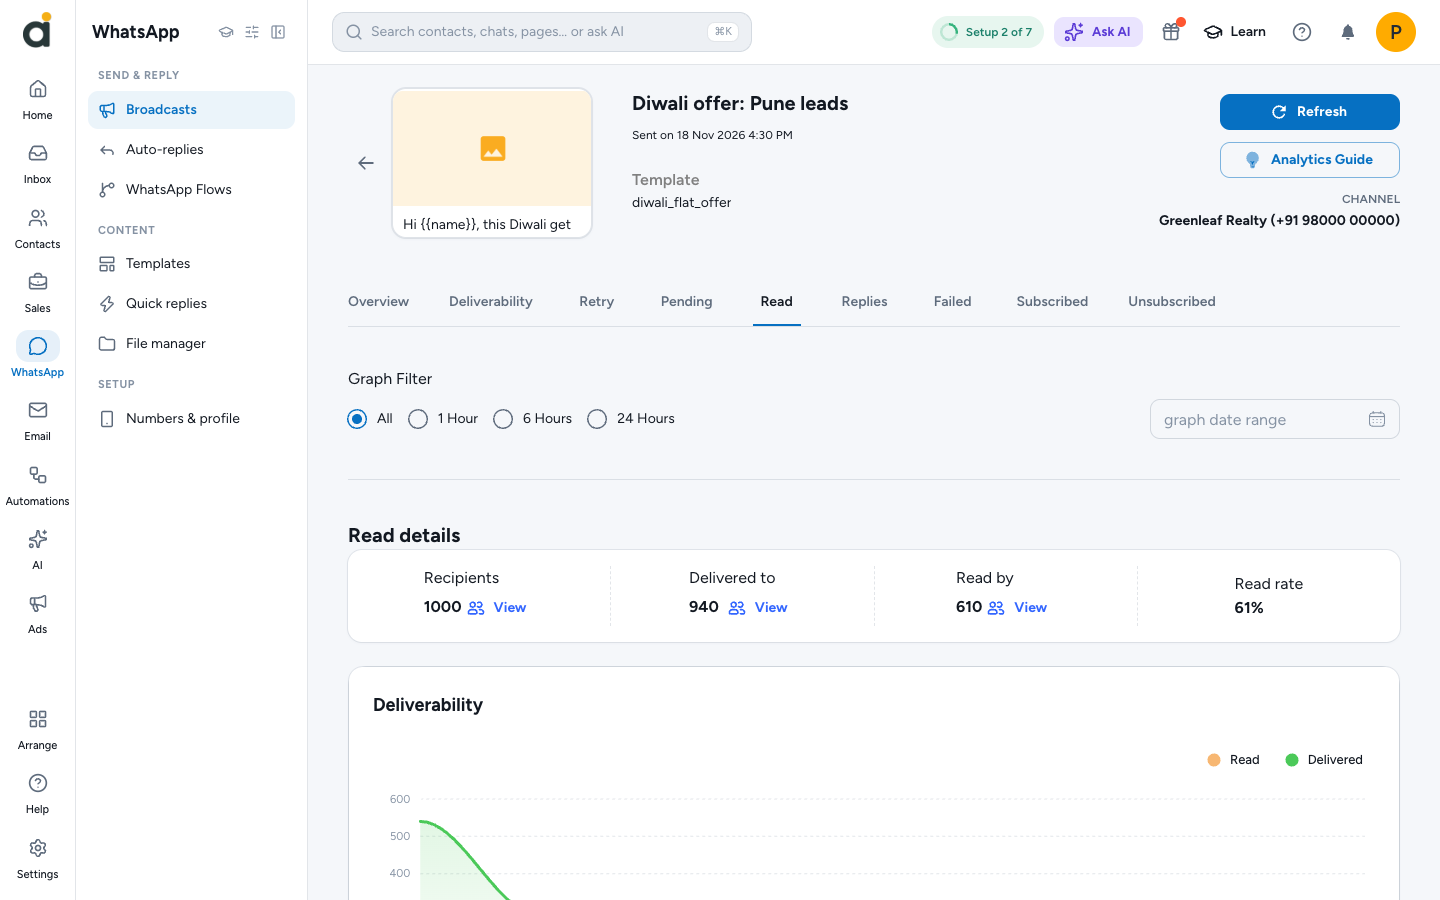 WhatsApp
Search contacts, chats, pages... or ask AI
⌘K
Setup 2 of 7
Ask AI
Learn
P
Home
Inbox
Contacts
Sales
WhatsApp
Email
Automations
AI
Ads
Arrange
Help
Settings
SEND & REPLY
Broadcasts
Auto-replies
WhatsApp Flows
CONTENT
Templates
Quick replies
File manager
SETUP
Numbers & profile
Hi {{name}}, this Diwali get
Diwali offer: Pune leads
Sent on 18 Nov 2026 4:30 PM
Template
diwali_flat_offer
Refresh
Analytics Guide
CHANNEL
Greenleaf Realty (+91 98000 00000)
Overview
Deliverability
Retry
Pending
Read
Replies
Failed
Subscribed
Unsubscribed
Graph Filter
All
1 Hour
6 Hours
24 Hours
graph date range
Read details
Recipients
1000 View
Delivered to
940 View
Read by
610 View
Read rate
61%
Deliverability
Read
Delivered
600
500
400